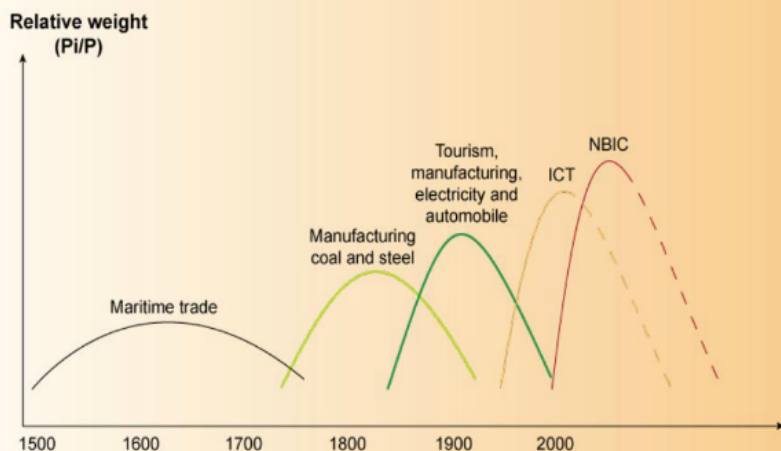 Relative weight
(Pi/P)
NBIC
Tourism,
manufacturing,
electricity and
automobile
ICT
Manufacturing
coal and steel
Maritime trade
1500 1600 1700 1800 1900 2000